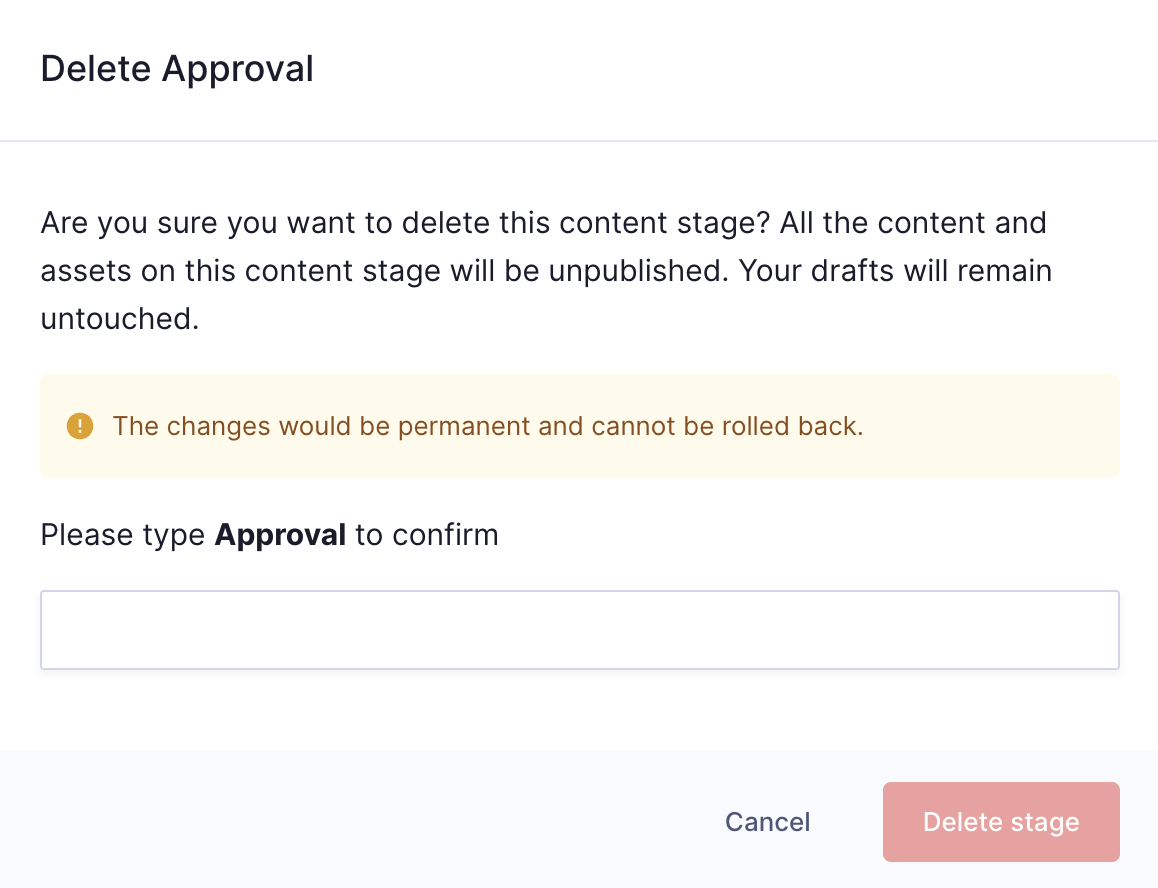 Delete Approval
Are you sure you want to delete this content stage? All the content and
assets on this content stage will be unpublished. Your drafts will remain
untouched.
The changes would be permanent and cannot be rolled back.
Please type Approval to confirm
Cancel
Delete stage